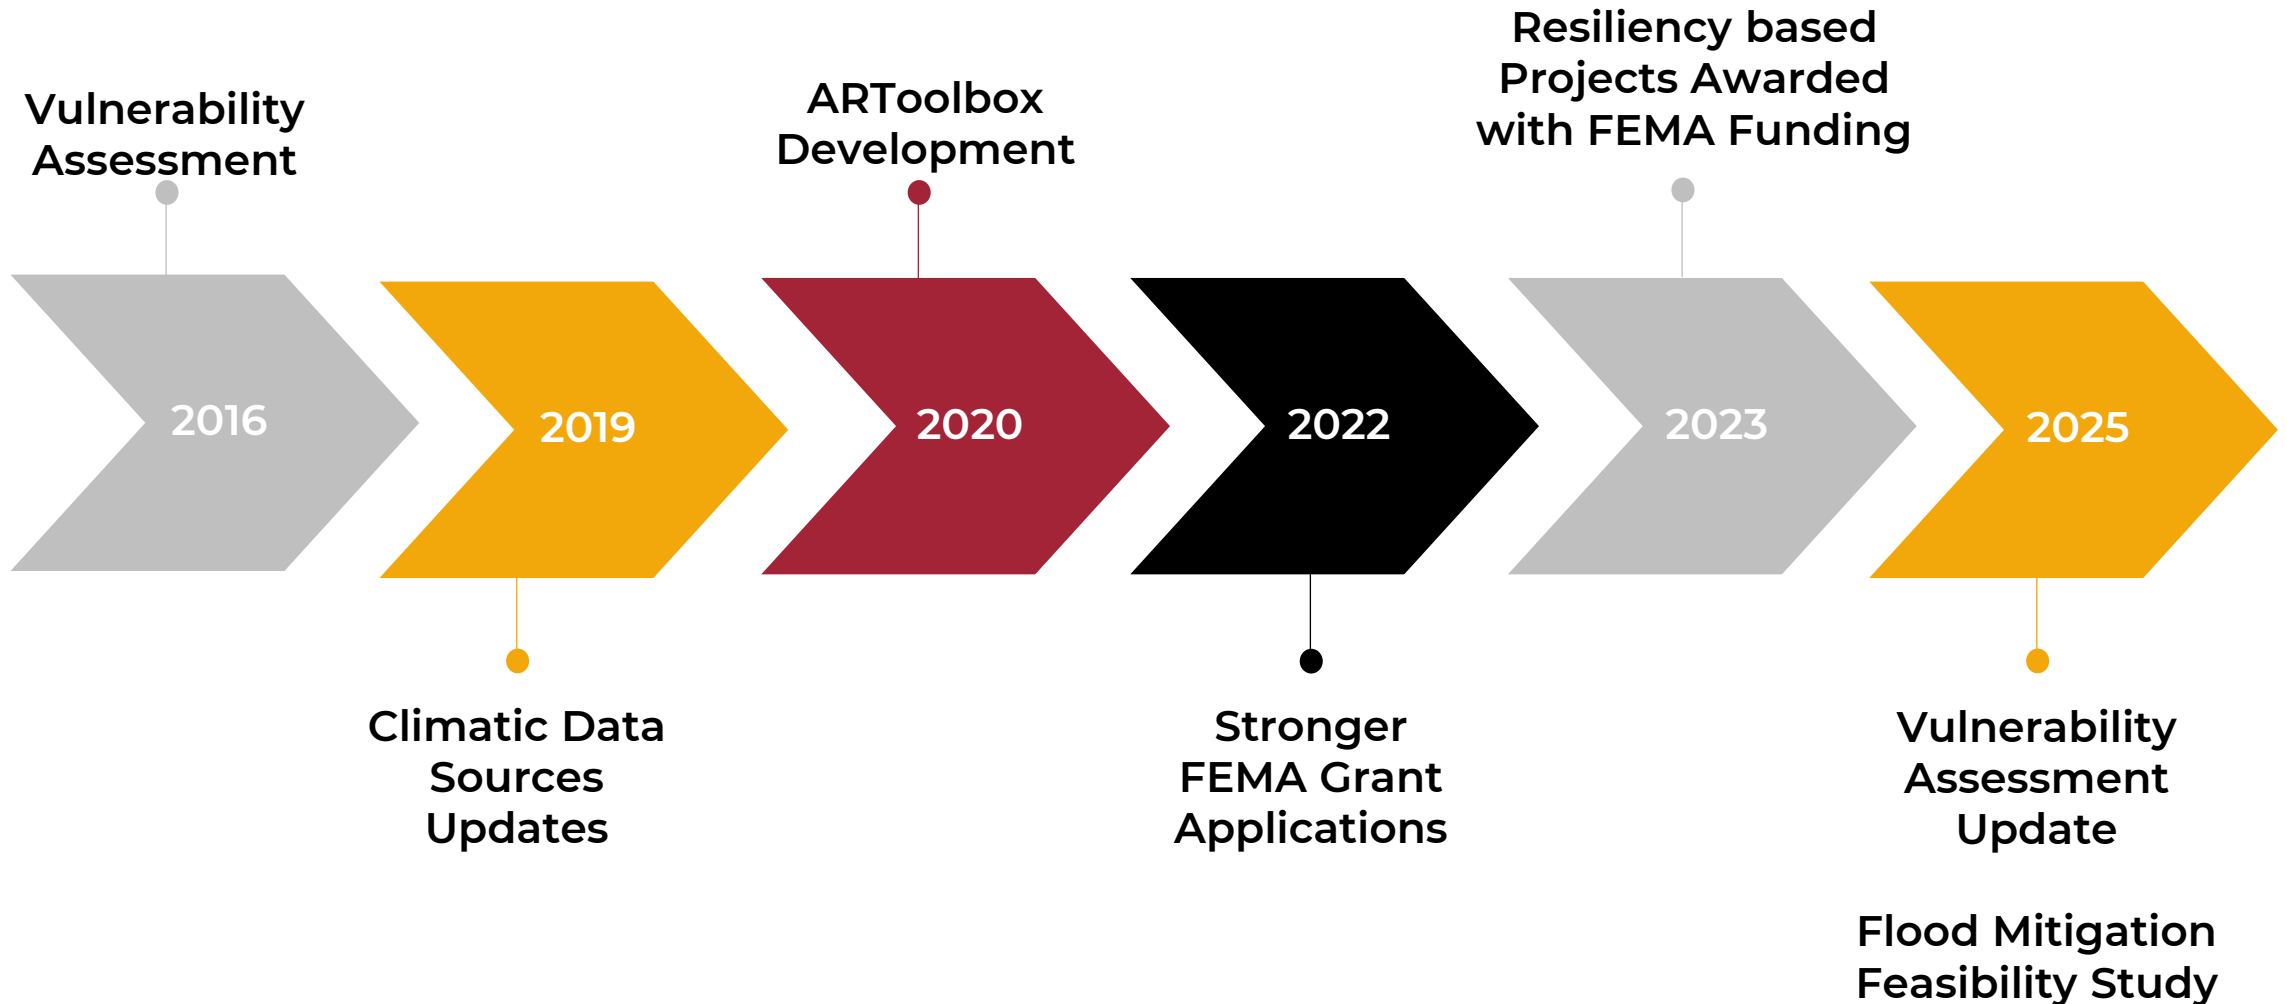 Vulnerability
Assessment
2016
2019
Climatic Data
Sources
Updates
ARToolbox
Development
2020
2022
Stronger
FEMA Grant
Applications
Resiliency based
Projects Awarded
with FEMA Funding
2023
2025
Vulnerability
Assessment
Update
Flood Mitigation
Feasibility Study